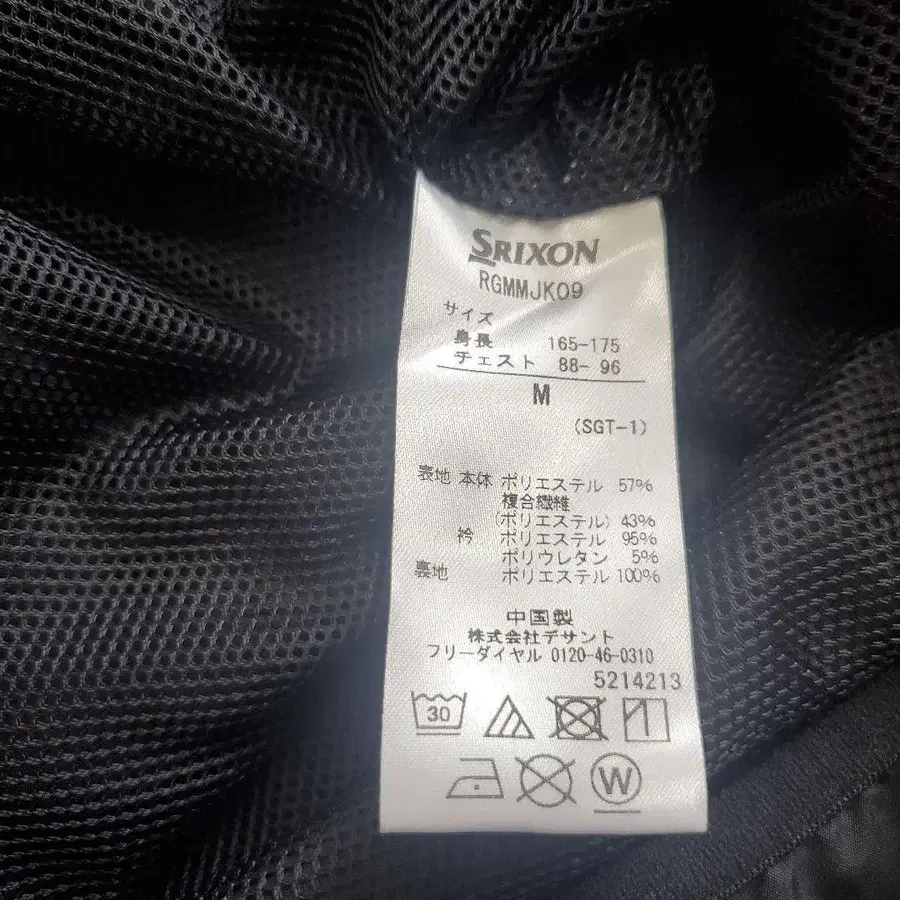 SRIXON
RGMMJK09
サイズ
身長 165-175
チェスト 88- 96
M
(SGT-1)
表地 本体 ポリエステル 57%
複合繊維
(ポリエステル) 43%
衿 ポリエステル 95%
ポリウレタン 5%
裏地 ポリエステル 100%
中国製
株式会社デサント
フリーダイヤル 0120-46-0310
5214213
30
W